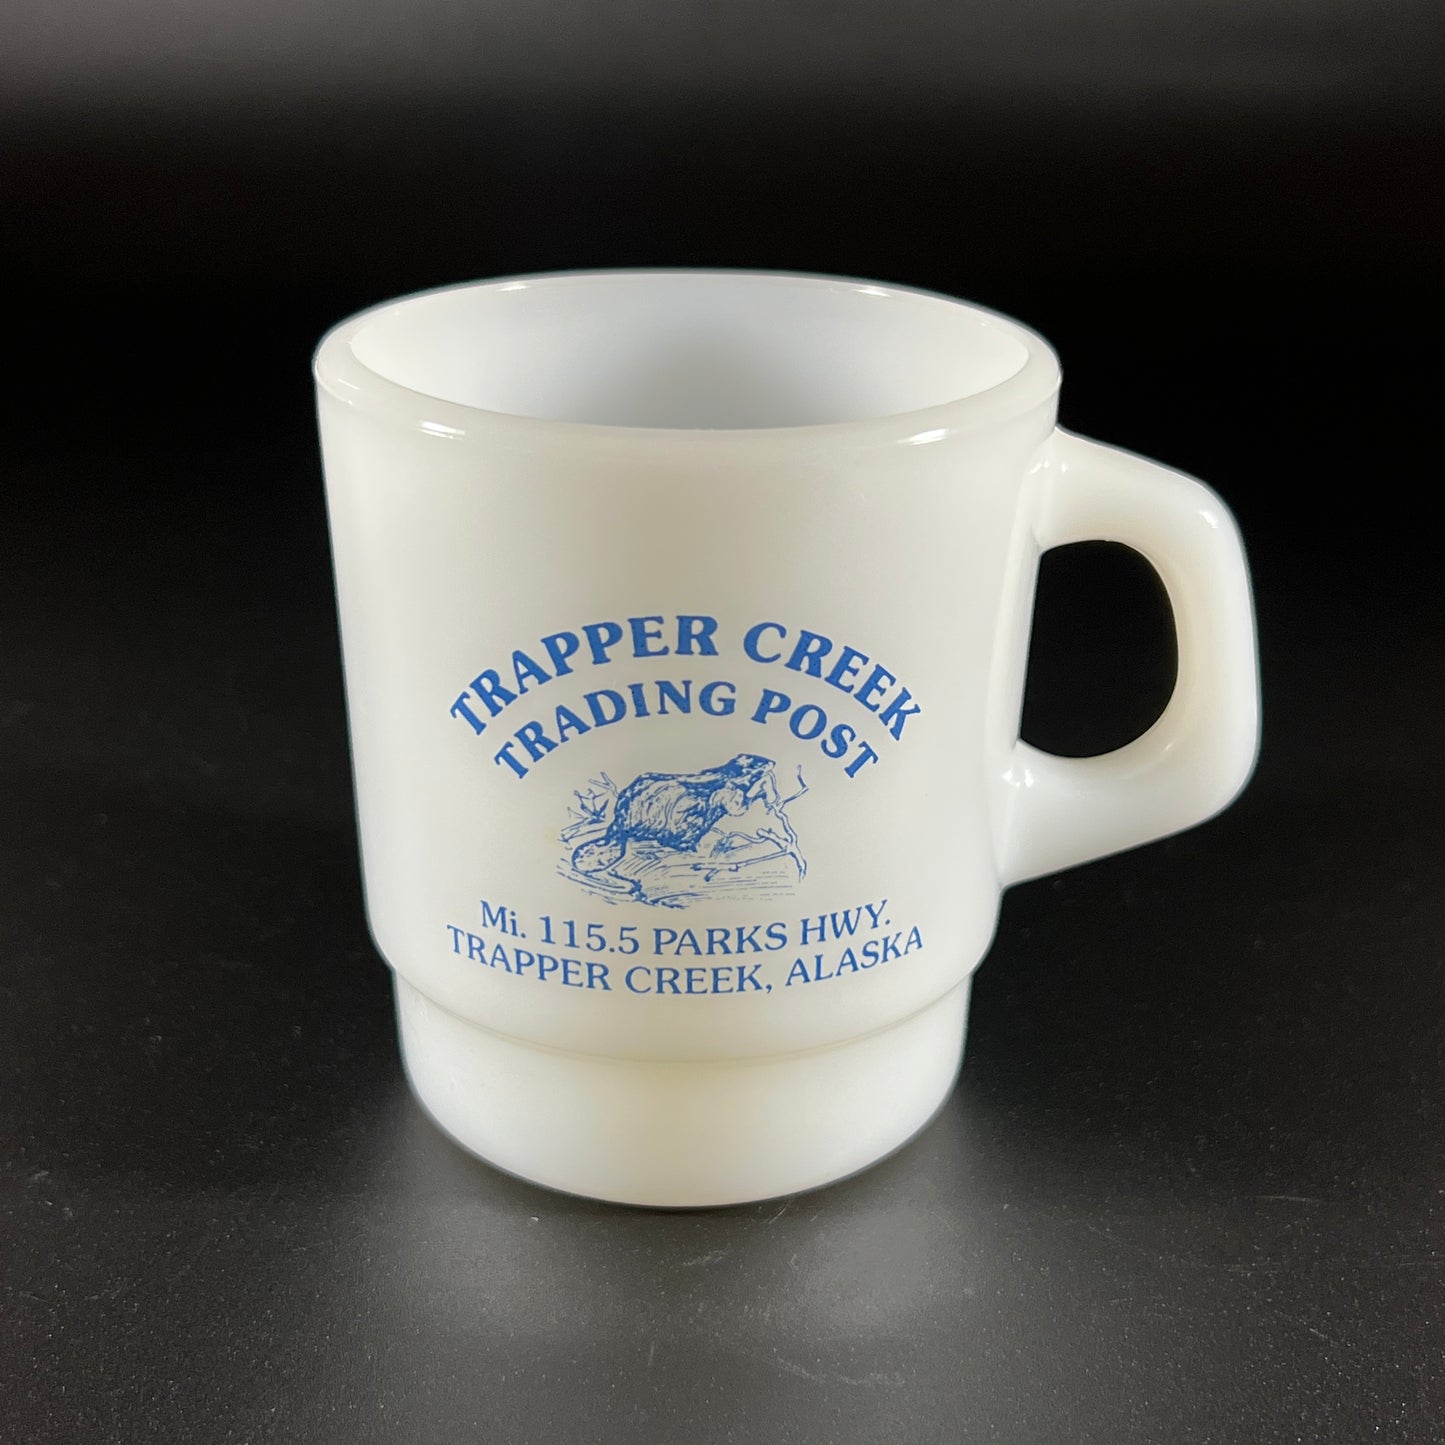 TRAPPER CREEK
TRADING POST
Mi. 115.5 PARKS HWY.
TRAPPER CREEK, ALASKA